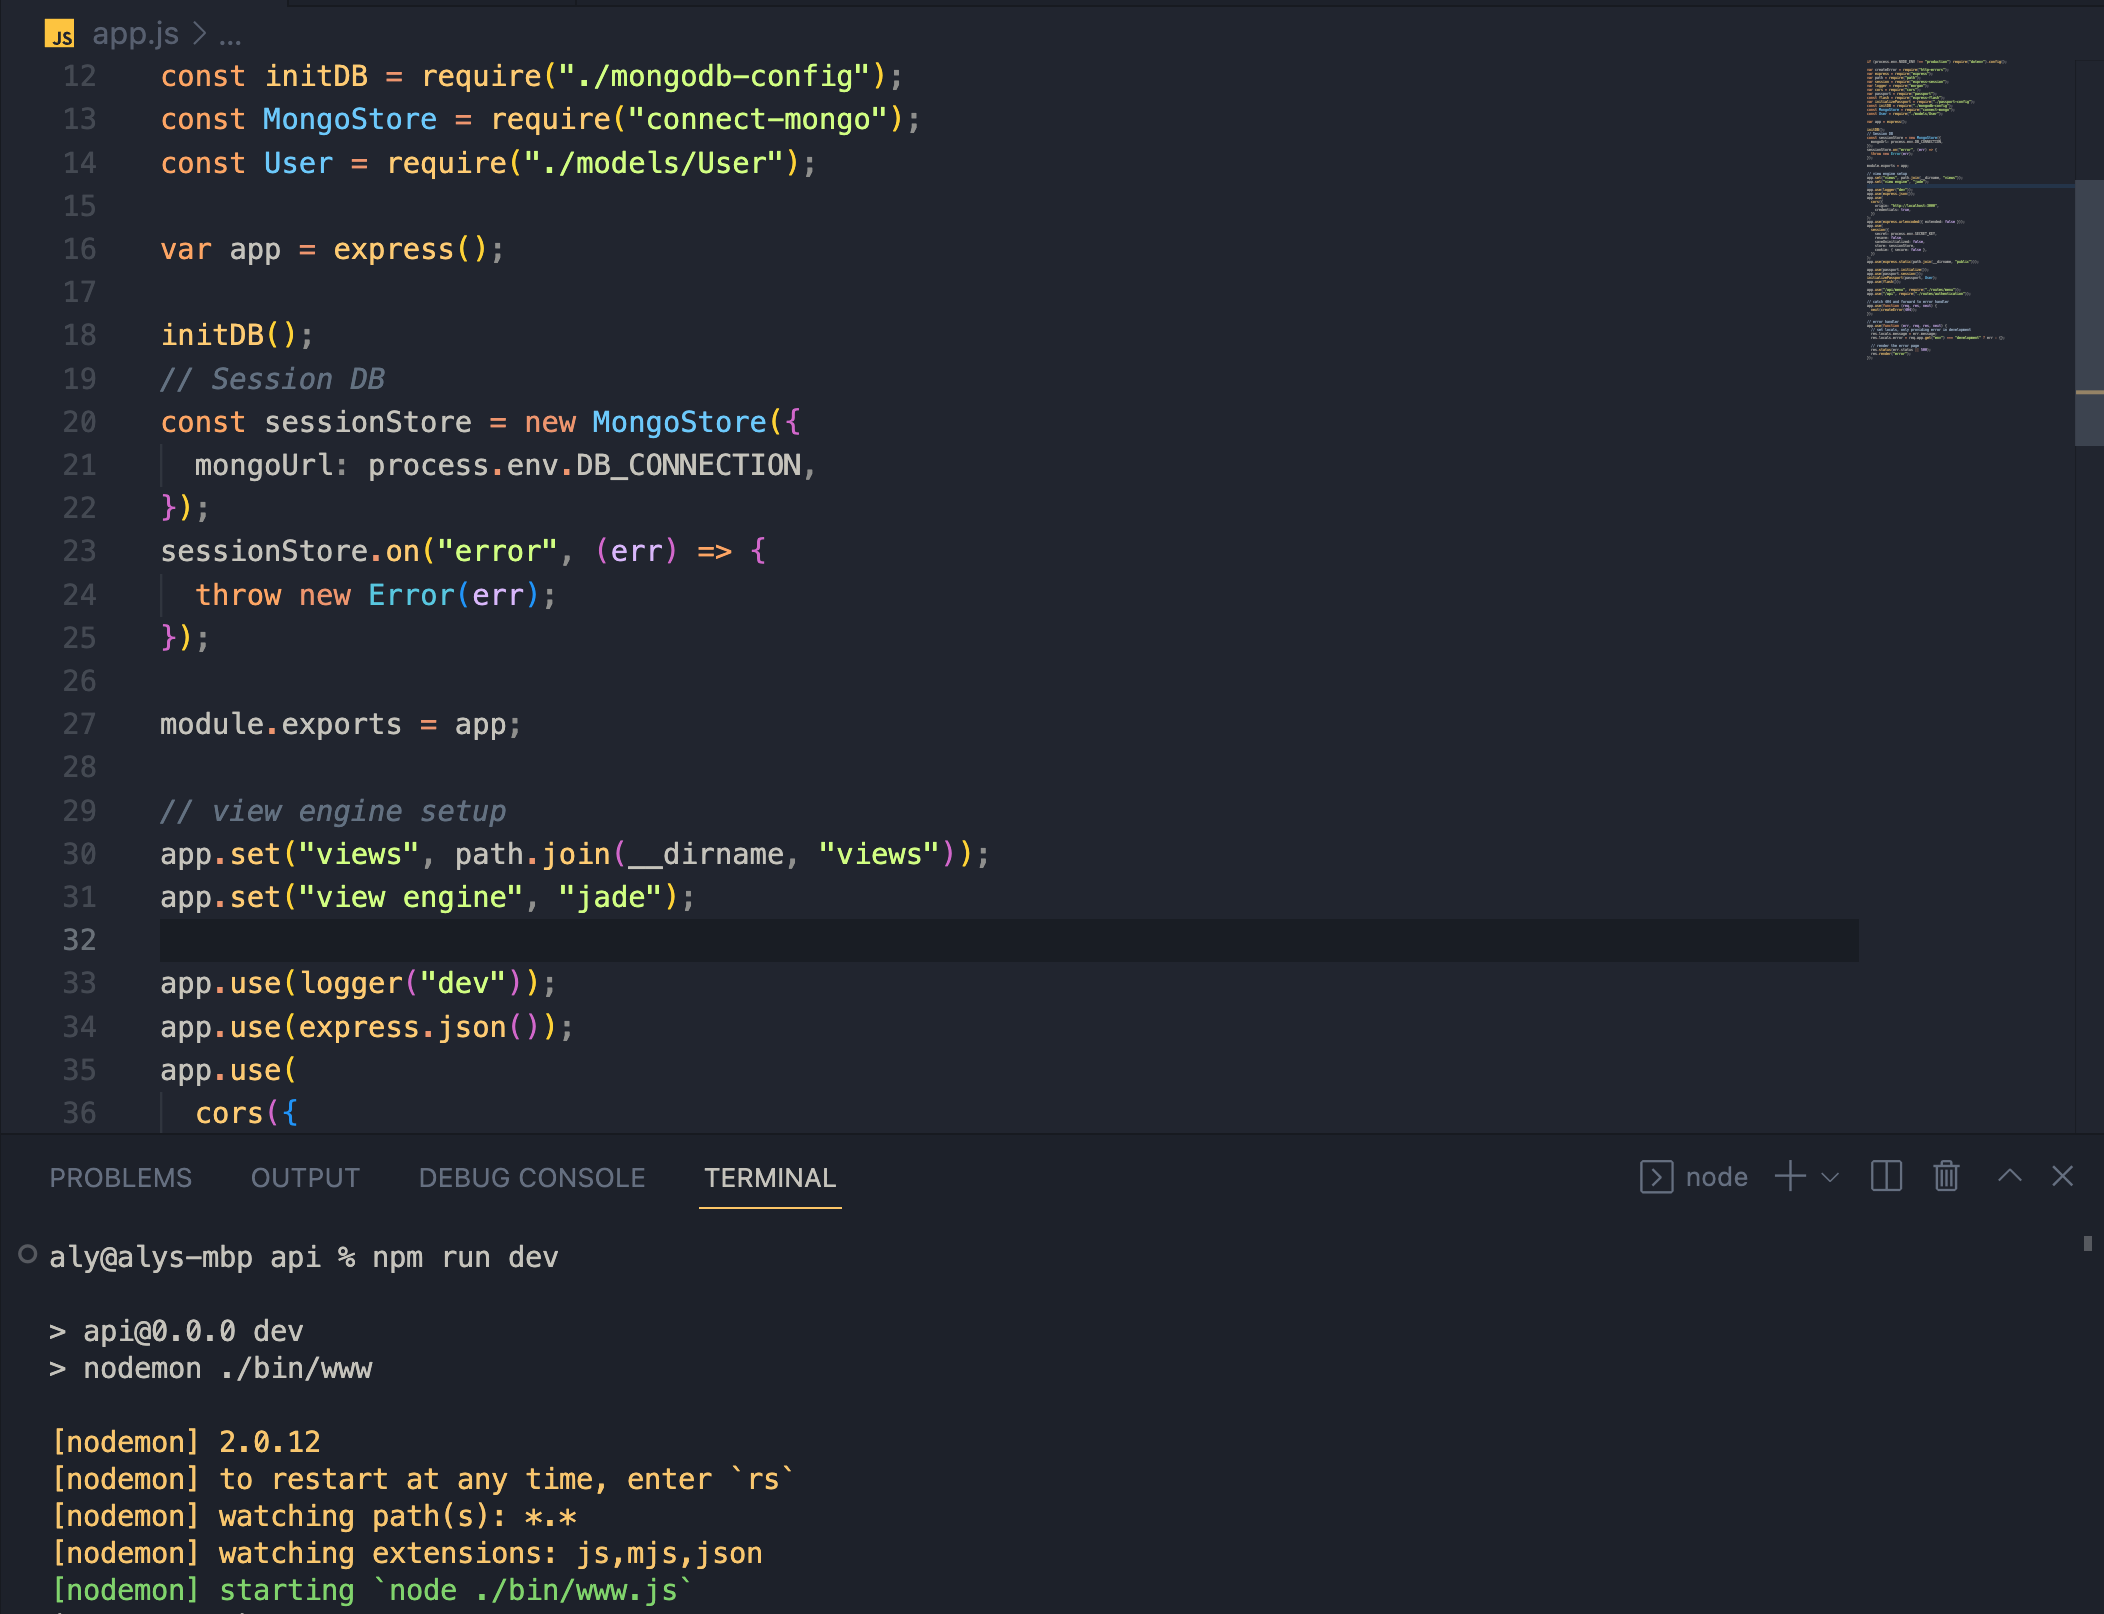 JS app.js > ...
12 const initDB = require("./mongodb-config");
13 const MongoStore = require("connect-mongo");
14 const User = require("./models/User");
15
16 var app = express();
17
18 initDB();
19 // Session DB
20 const sessionStore = new MongoStore({
21 mongoUrl: process.env.DB_CONNECTION,
22 });
23 sessionStore.on("error", (err) => {
24 throw new Error(err);
25 });
26
27 module.exports = app;
28
29 // view engine setup
30 app.set("views", path.join(__dirname, "views"));
31 app.set("view engine", "jade");
32
33 app.use(logger("dev"));
34 app.use(express.json());
35 app.use(
36 cors({
PROBLEMS OUTPUT DEBUG CONSOLE TERMINAL node
aly@alys-mbp api % npm run dev
> api@0.0.0 dev
> nodemon ./bin/www
[nodemon] 2.0.12
[nodemon] to restart at any time, enter `rs`
[nodemon] watching path(s): *.*
[nodemon] watching extensions: js,mjs,json
[nodemon] starting `node ./bin/www.js`